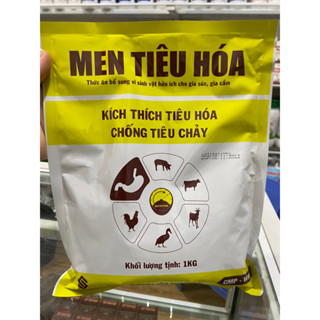 MEN TIÊU HÓA
Thức ăn bổ sung vi sinh vật hữu ích cho gia súc, gia cầm
KÍCH THÍCH TIÊU HÓA
CHỐNG TIÊU CHẢY
Khối lượng tịnh: 1KG
GMP -